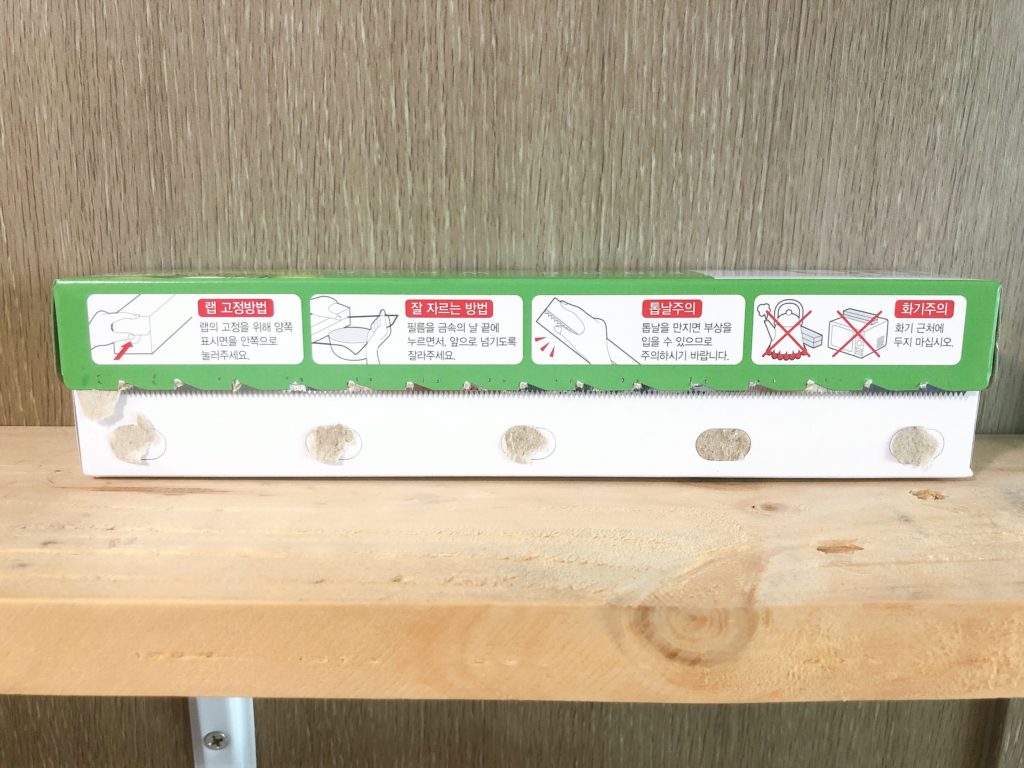 랩 고정방법
랩의 고정을 위해 양쪽
표시면을 안쪽으로
눌러주세요.
잘 자르는 방법
필름을 금속의 날 끝에
누르면서, 앞으로 넘기도록
잘라주세요.
톱날주의
톱날을 만지면 부상을
입을 수 있으므로
주의하시기 바랍니다.
화기주의
화기 근처에
두지 마십시오.